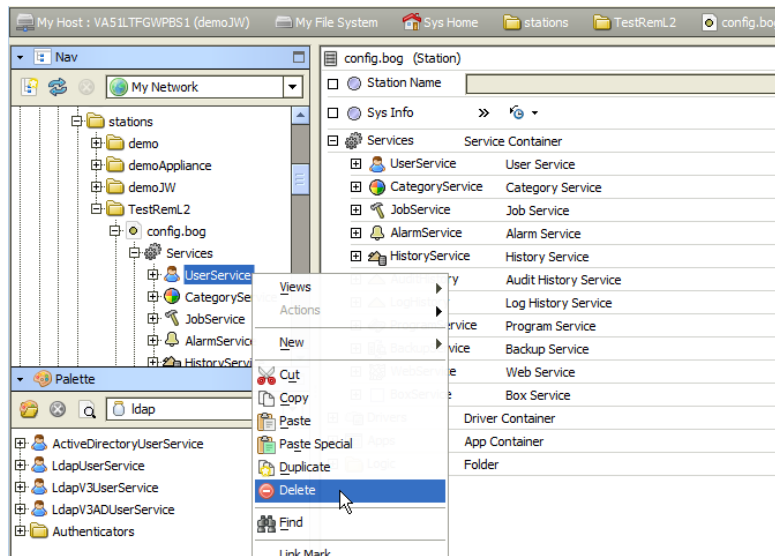 My Host : VA51LTFGWPBS1 (demoJW) My File System Sys Home stations TestRemL2 config.bo
Nav
My Network
stations
demo
demoAppliance
demoJW
TestRemL2
config.bog
Services
UserService
CategorySe
JobService
AlarmServic
HistoryServi
Palette
ldap
ActiveDirectoryUserService
LdapUserService
LdapV3UserService
LdapV3ADUserService
Authenticators
Views
Actions
New
Cut
Copy
Paste
Paste Special
Duplicate
Delete
Find
Link Mark
config.bog (Station)
Station Name
Sys Info
Services Service Container
UserService User Service
CategoryService Category Service
JobService Job Service
AlarmService Alarm Service
HistoryService History Service
Audit History Service
Log History Service
Program Service
Backup Service
Web Service
Box Service
Driver Container
App Container
Folder